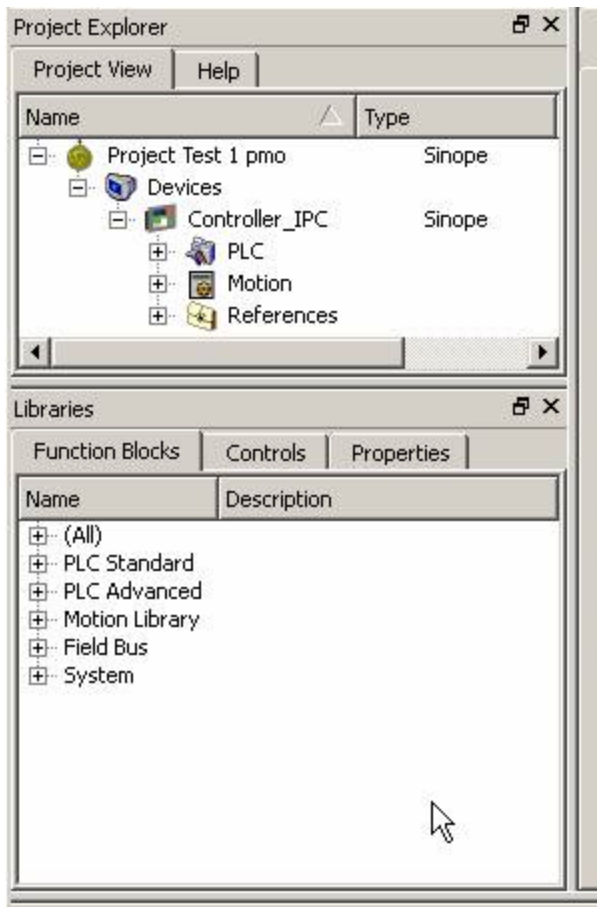 Project Explorer
Project View Help
Name Type
Project Test 1 pmo Sinope
Devices
Controller_IPC Sinope
PLC
Motion
References
Libraries
Function Blocks Controls Properties
Name Description
(All)
PLC Standard
PLC Advanced
Motion Library
Field Bus
System